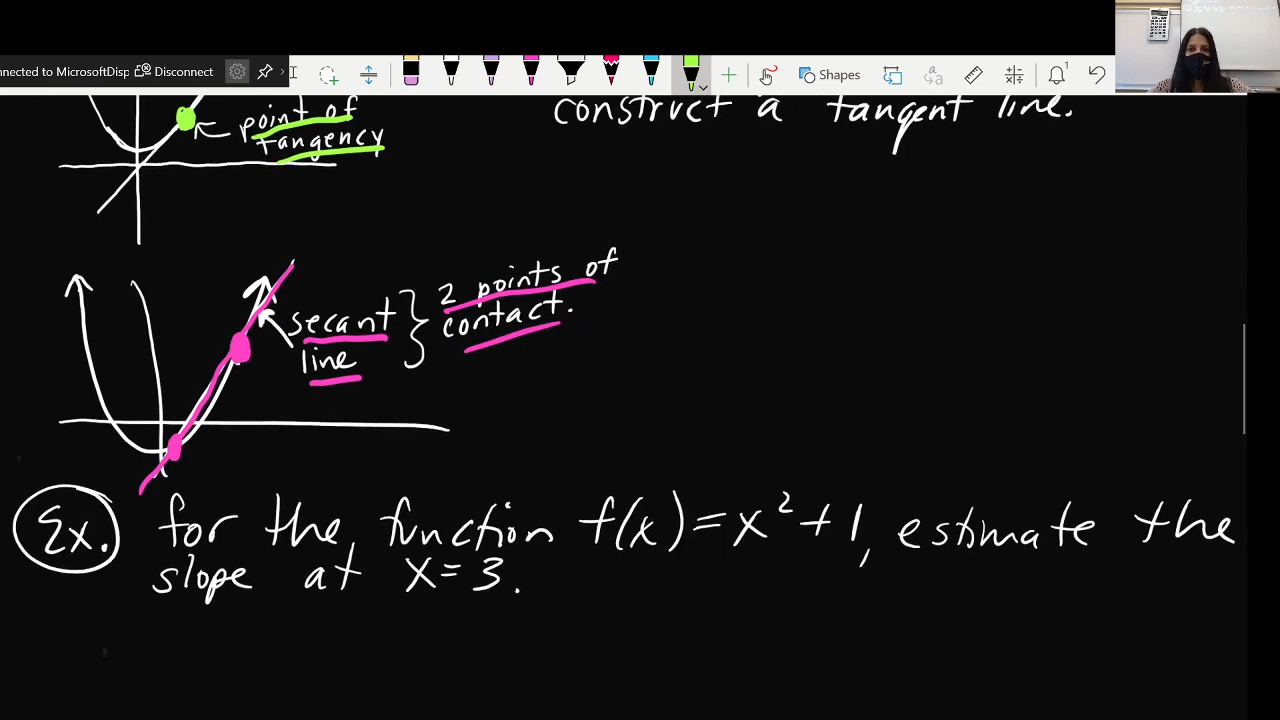 nnected to MicrosoftDisp Disconnect
Shapes
construct a tangent line.
point of
tangency
secant
line
2 points of
contact.
Ex. for the function f(x) = x² + 1, estimate the
slope at x = 3.